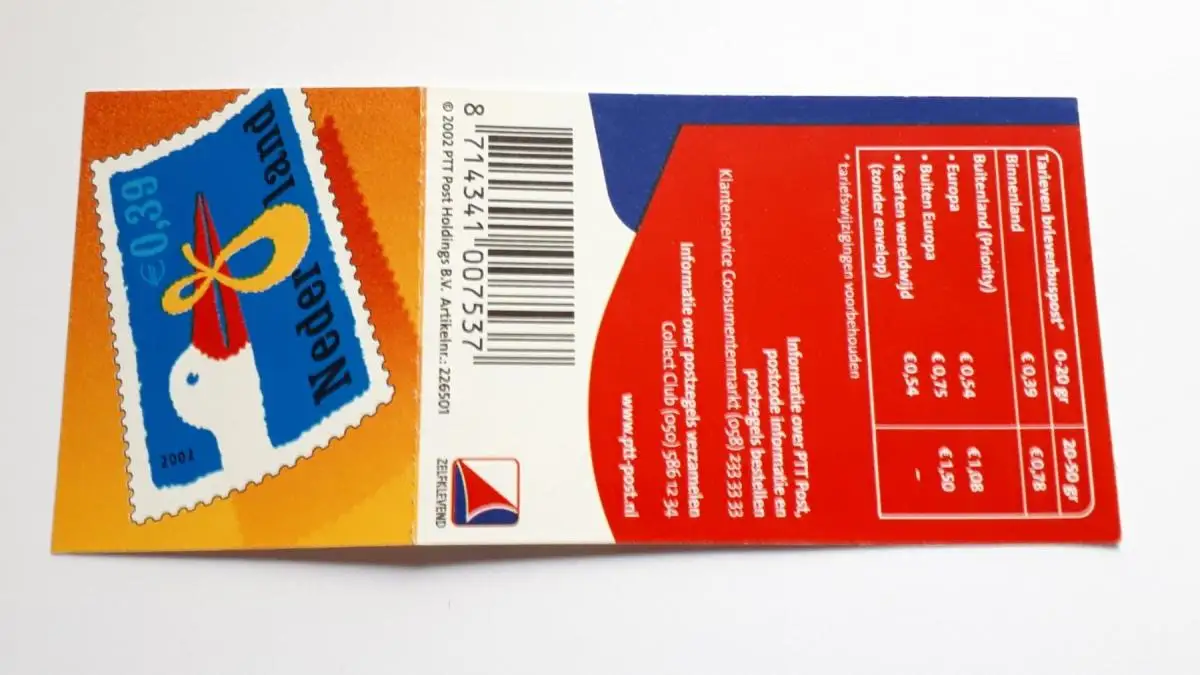 Nederland
€0,39
2002
8 714341 007537
© 2002 PTT Post Holdings B.V. Artikelnr.: 226501
ZELFKLEVEND
Tarieven brievenbuspost* 0-20 gr 20-50 gr
Binnenland €0,39 €0,78
Buitenland (Priority)
• Europa €0,54 €1,08
• Buiten Europa €0,75 €1,50
• Kaarten wereldwijd €0,54 -
(zonder envelop)
*tariefswijzigingen voorbehouden
Informatie over PTT Post,
postcode informatie en
postzegels bestellen
Klantenservice Consumentenmarkt (058) 233 33 33
Informatie over postzegels verzamelen
Collect Club (050) 586 12 34
www.ptt-post.nl